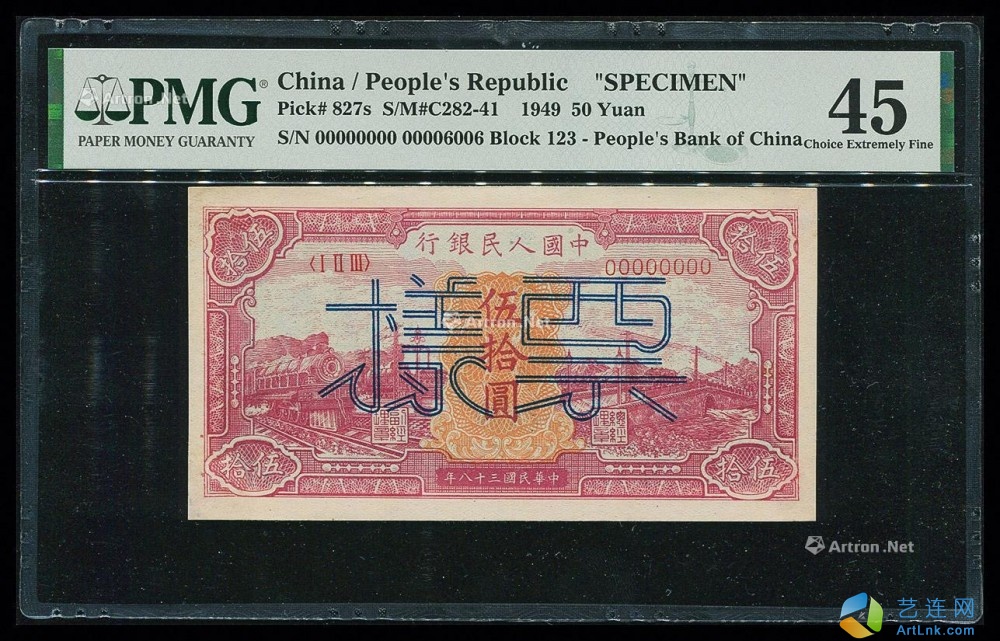 PMG®
PAPER MONEY GUARANTY
China / People's Republic "SPECIMEN"
Pick# 827s S/M#C282-41 1949 50 Yuan
S/N 00000000 00006006 Block 123 - People's Bank of China
45
Choice Extremely Fine
拾伍
行銀民人國中
拾伍
〈I II III〉
00000000
樣票
伍拾圓
Artron.Net
拾伍
年八十三國民華中
拾伍
Artron.Net
艺连网
ArtLnk.com